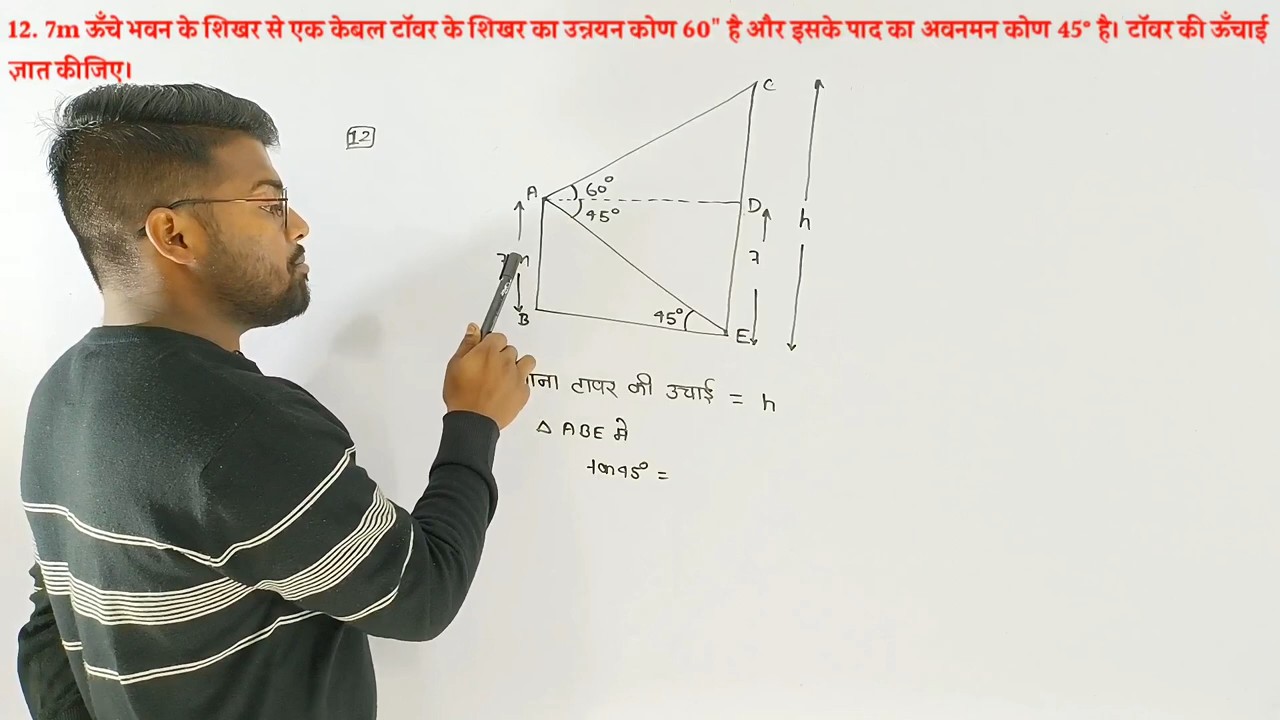 12. 7m ऊँचे भवन के शिखर से एक केबल टॉवर के शिखर का उन्नयन कोण 60" है और इसके पाद का अवनमन कोण 45° है। टॉवर की ऊँचाई
ज्ञात कीजिए।
12
C
A 60° D
45°
h
7
45°
B E
टावर की उचाई = h
△ ABE मे
tan45° =